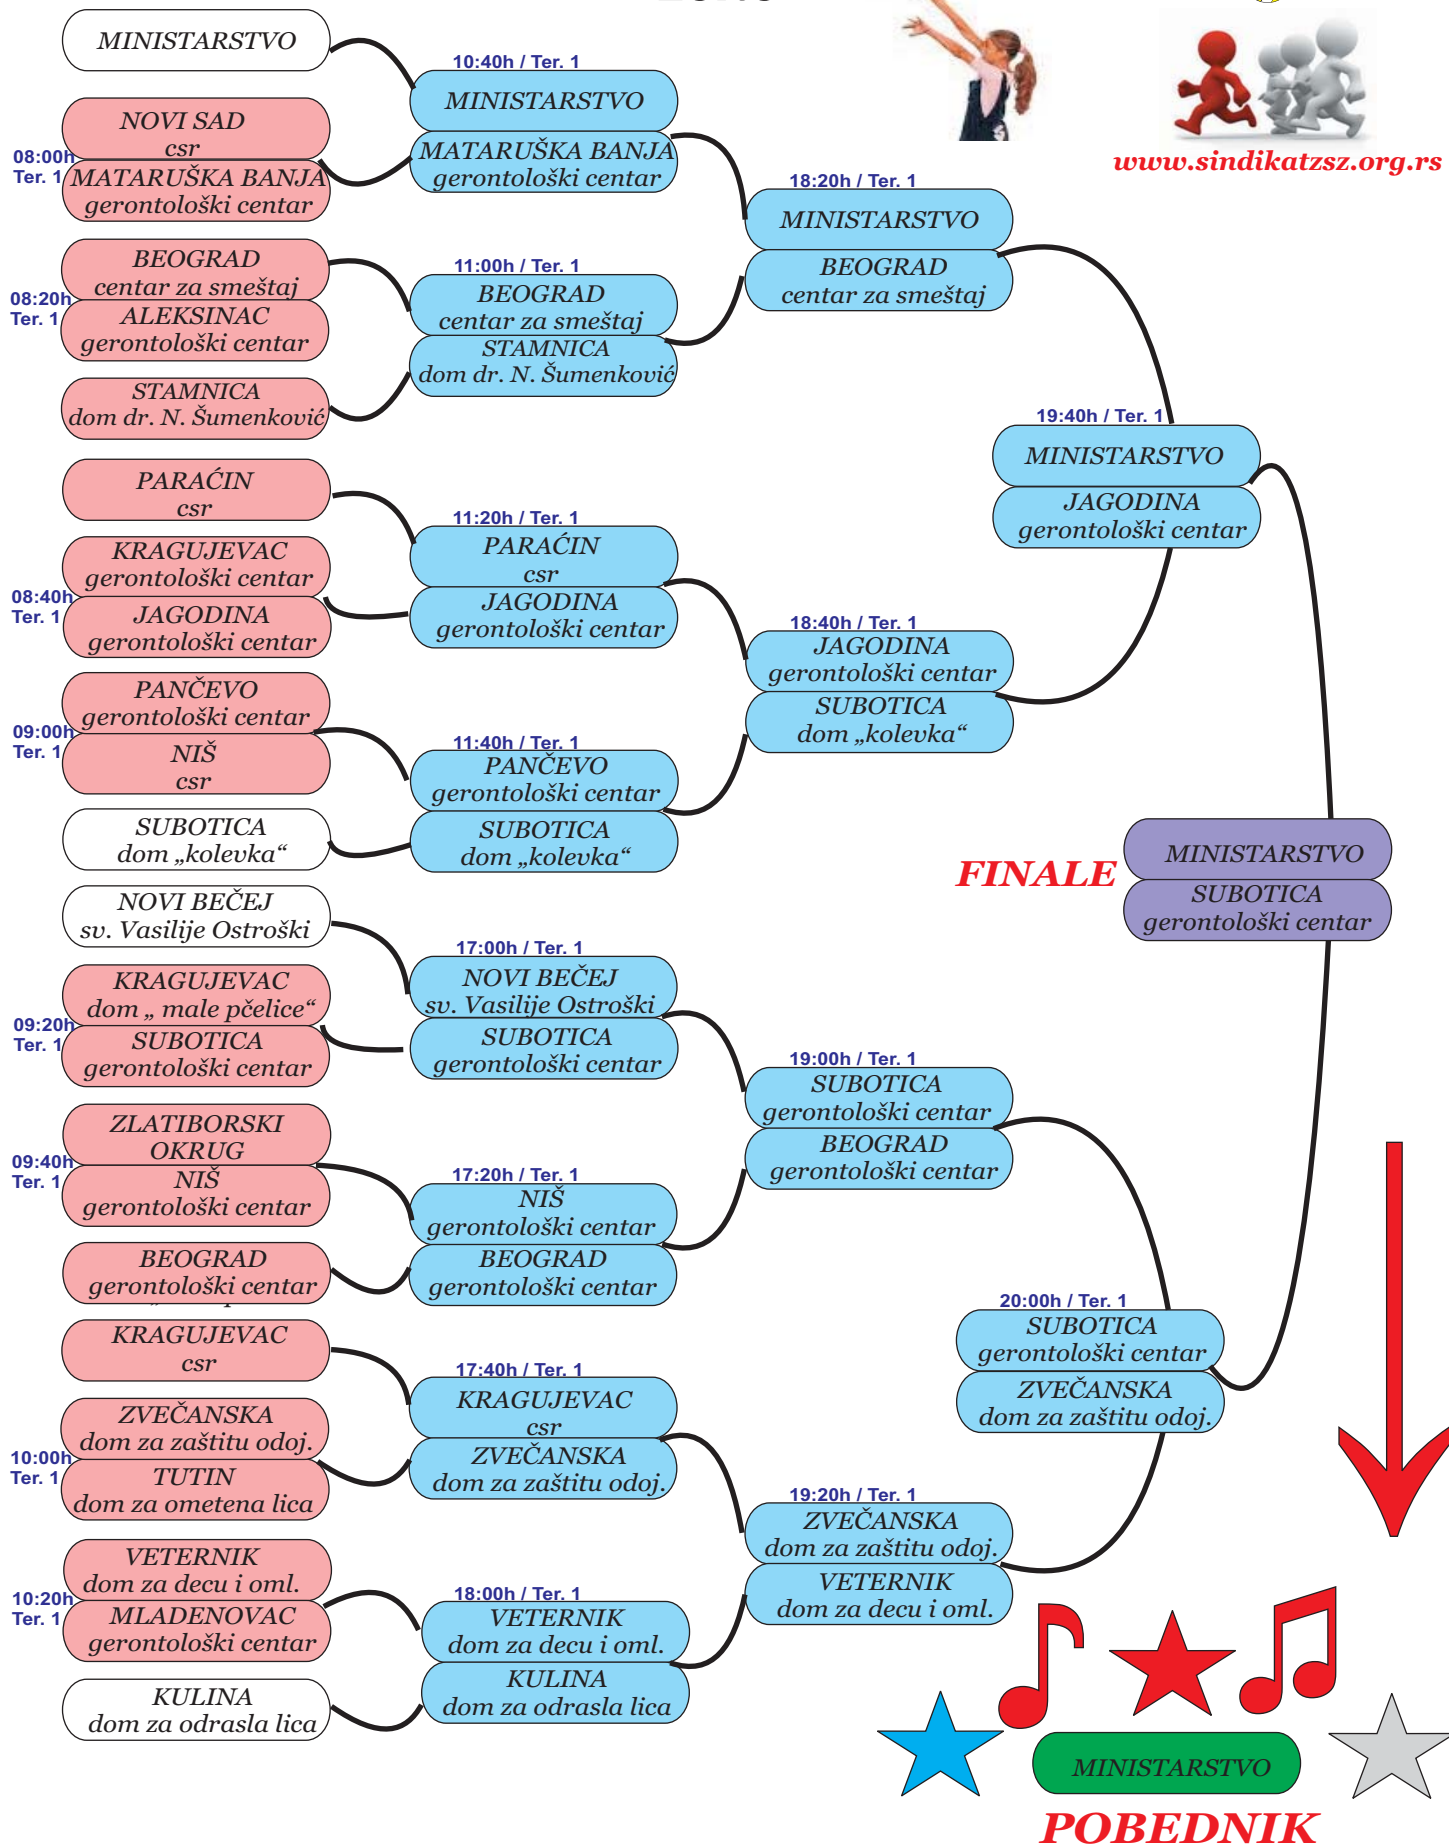 MINISTARSTVO
NOVI SAD
csr
08:00h
Ter. 1
MATARUŠKA BANJA
gerontološki centar
BEOGRAD
centar za smeštaj
08:20h
Ter. 1
ALEKSINAC
gerontološki centar
STAMNICA
dom dr. N. Šumenković
PARAĆIN
csr
KRAGUJEVAC
gerontološki centar
08:40h
Ter. 1
JAGODINA
gerontološki centar
PANČEVO
gerontološki centar
09:00h
Ter. 1
NIŠ
csr
SUBOTICA
dom „kolevka“
NOVI BEČEJ
sv. Vasilije Ostroški
KRAGUJEVAC
dom „ male pčelice“
09:20h
Ter. 1
SUBOTICA
gerontološki centar
ZLATIBORSKI
OKRUG
09:40h
Ter. 1
NIŠ
gerontološki centar
BEOGRAD
gerontološki centar
KRAGUJEVAC
csr
ZVEČANSKA
dom za zaštitu odoj.
10:00h
Ter. 1
TUTIN
dom za ometena lica
VETERNIK
dom za decu i oml.
10:20h
Ter. 1
MLADENOVAC
gerontološki centar
KULINA
dom za odrasla lica
10:40h / Ter. 1
MINISTARSTVO
MATARUŠKA BANJA
gerontološki centar
11:00h / Ter. 1
BEOGRAD
centar za smeštaj
STAMNICA
dom dr. N. Šumenković
11:20h / Ter. 1
PARAĆIN
csr
JAGODINA
gerontološki centar
11:40h / Ter. 1
PANČEVO
gerontološki centar
SUBOTICA
dom „kolevka“
17:00h / Ter. 1
NOVI BEČEJ
sv. Vasilije Ostroški
SUBOTICA
gerontološki centar
17:20h / Ter. 1
NIŠ
gerontološki centar
BEOGRAD
gerontološki centar
17:40h / Ter. 1
KRAGUJEVAC
csr
ZVEČANSKA
dom za zaštitu odoj.
18:00h / Ter. 1
VETERNIK
dom za decu i oml.
KULINA
dom za odrasla lica
18:20h / Ter. 1
MINISTARSTVO
BEOGRAD
centar za smeštaj
18:40h / Ter. 1
JAGODINA
gerontološki centar
SUBOTICA
dom „kolevka“
19:00h / Ter. 1
SUBOTICA
gerontološki centar
BEOGRAD
gerontološki centar
19:20h / Ter. 1
ZVEČANSKA
dom za zaštitu odoj.
VETERNIK
dom za decu i oml.
www.sindikatzsz.org.rs
19:40h / Ter. 1
MINISTARSTVO
JAGODINA
gerontološki centar
20:00h / Ter. 1
SUBOTICA
gerontološki centar
ZVEČANSKA
dom za zaštitu odoj.
FINALE
MINISTARSTVO
SUBOTICA
gerontološki centar
MINISTARSTVO
POBEDNIK